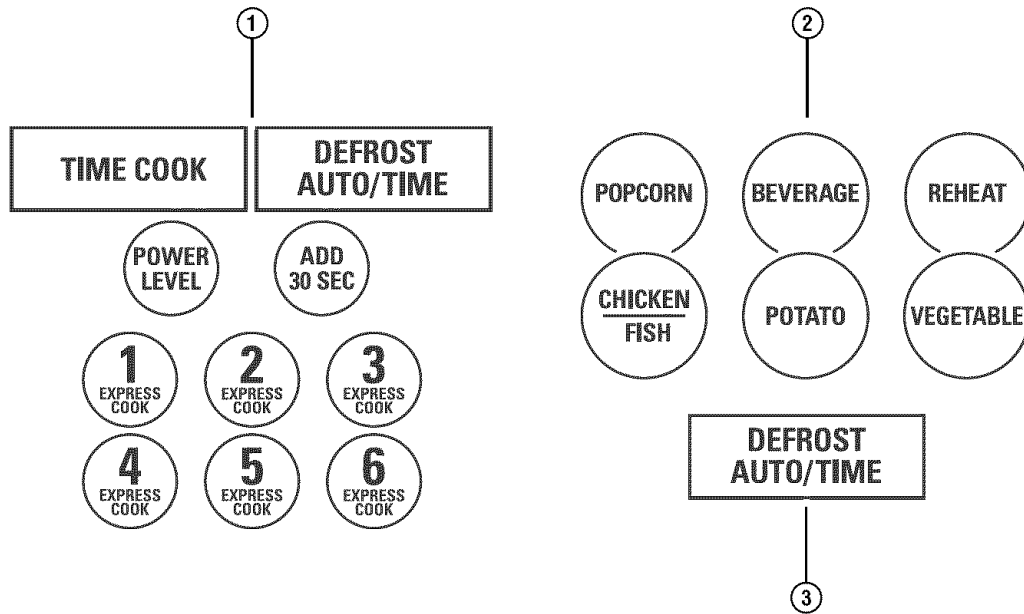 1
TIME COOK
DEFROST
AUTO/TIME
POWER
LEVEL
ADD
30 SEC
1
EXPRESS
COOK
2
EXPRESS
COOK
3
EXPRESS
COOK
4
EXPRESS
COOK
5
EXPRESS
COOK
6
EXPRESS
COOK
2
POPCORN
BEVERAGE
REHEAT
CHICKEN
FISH
POTATO
VEGETABLE
DEFROST
AUTO/TIME
3